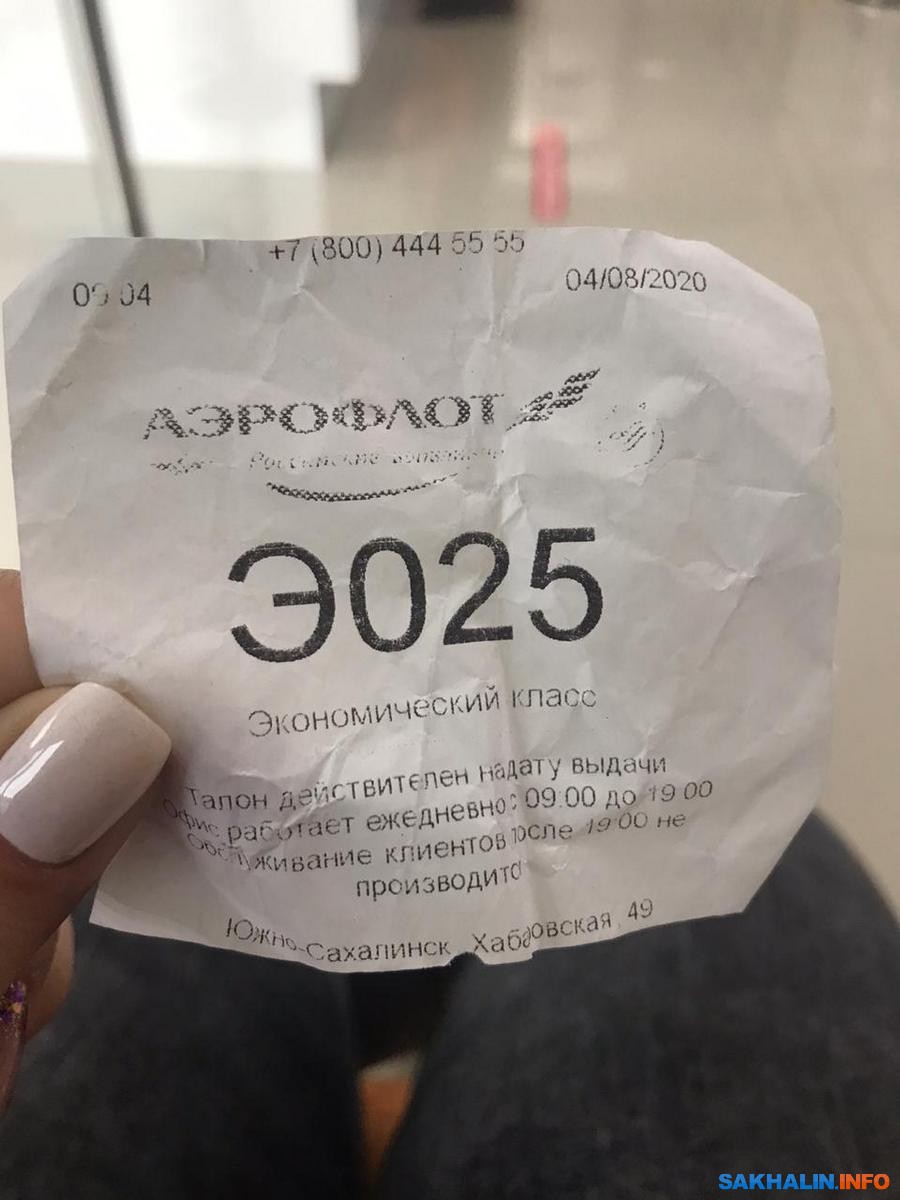 +7 (800) 444 55 55
09 04
04/08/2020
АЭРОФЛОТ
Российские авиалинии
Э025
Экономический класс
Талон действителен на дату выдачи
Офис работает ежедневно с 09:00 до 19 00
Обслуживание клиентов после 19:00 не
производится
Южно-Сахалинск, Хабаровская, 49
SAKHALIN.INFO